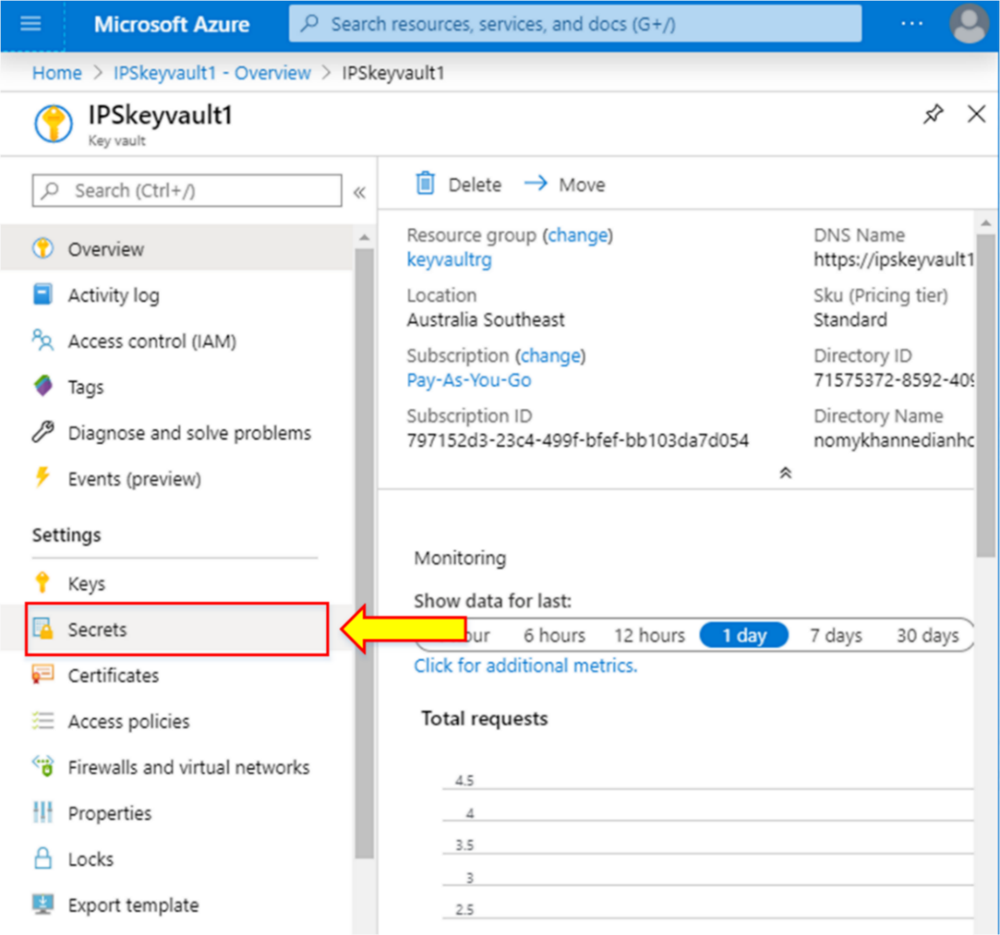 Microsoft Azure
Search resources, services, and docs (G+/)
Home > IPSkeyvault1 - Overview > IPSkeyvault1
IPSkeyvault1
Key vault
Search (Ctrl+/)
Overview
Activity log
Access control (IAM)
Tags
Diagnose and solve problems
Events (preview)
Settings
Keys
Secrets
Certificates
Access policies
Firewalls and virtual networks
Properties
Locks
Export template
Delete
Move
Resource group (change)
keyvaultrg
Location
Australia Southeast
Subscription (change)
Pay-As-You-Go
Subscription ID
797152d3-23c4-499f-bfef-bb103da7d054
DNS Name
https://ipskeyvault1
Sku (Pricing tier)
Standard
Directory ID
71575372-8592-409
Directory Name
nomykhannedianhc
Monitoring
Show data for last:
our 6 hours 12 hours 1 day 7 days 30 days
Click for additional metrics.
Total requests
4.5
4
3.5
3
2.5